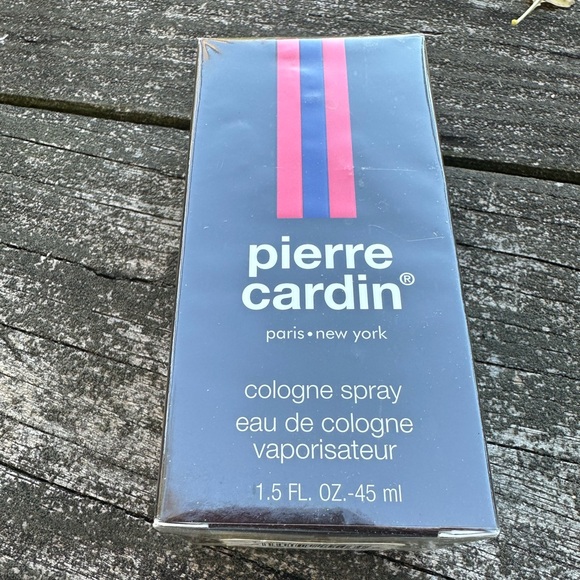 pierre
cardin®
paris•new york
cologne spray
eau de cologne
vaporisateur
1.5 FL. OZ.-45 ml